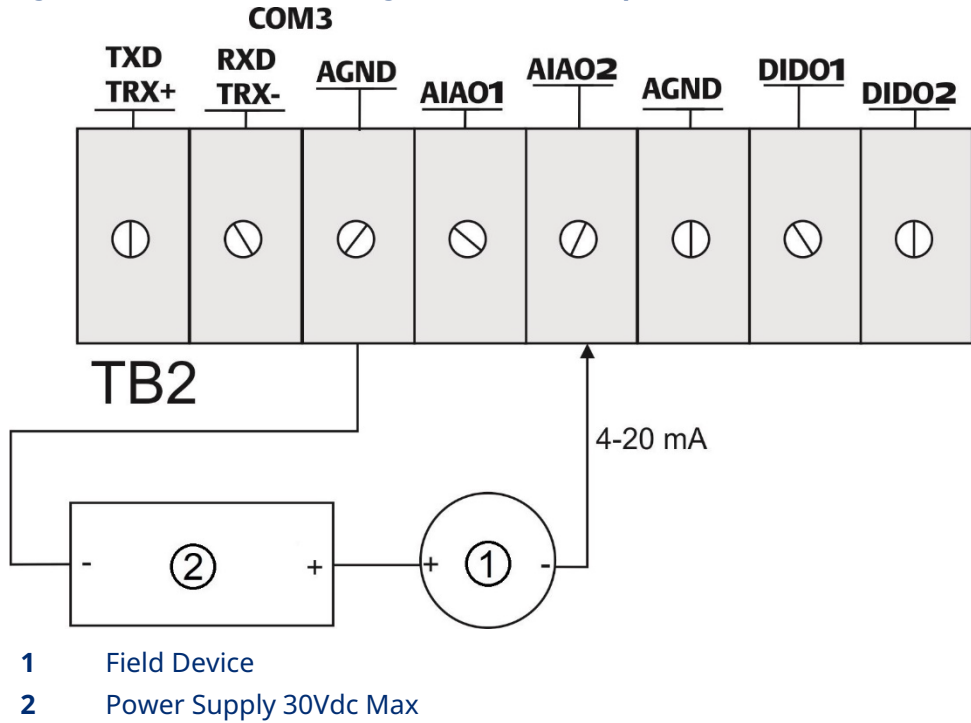 COM3
TXD RXD AGND AIAO1 AIAO2 AGND DIDO1 DIDO2
TRX+ TRX-
TB2
4-20 mA
- 2 + + 1 -
1 Field Device
2 Power Supply 30Vdc Max